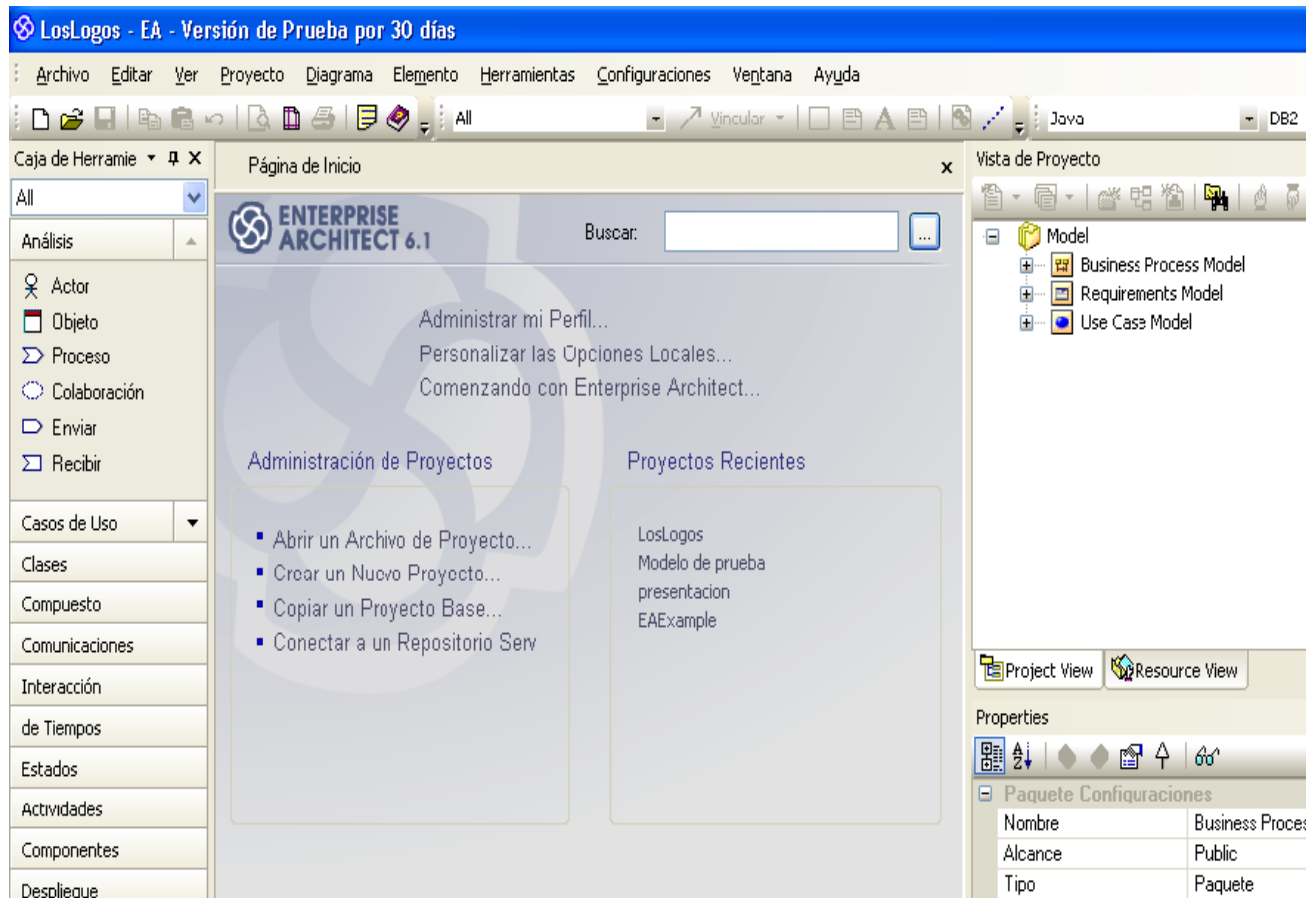 LosLogos - EA - Versión de Prueba por 30 días
Archivo Editar Ver Proyecto Diagrama Elemento Herramientas Configuraciones Ventana Ayuda
All Vincular Java DB2
Caja de Herramie
All
Análisis
Actor
Objeto
Proceso
Colaboración
Enviar
Recibir
Casos de Uso
Clases
Compuesto
Comunicaciones
Interacción
de Tiempos
Estados
Actividades
Componentes
Despliegue
Página de Inicio
ENTERPRISE
ARCHITECT 6.1
Buscar:
...
Administrar mi Perfil...
Personalizar las Opciones Locales...
Comenzando con Enterprise Architect...
Administración de Proyectos
Abrir un Archivo de Proyecto...
Crear un Nuevo Proyecto...
Copiar un Proyecto Base...
Conectar a un Repositorio Serv
Proyectos Recientes
LosLogos
Modelo de prueba
presentacion
EAExample
Vista de Proyecto
Model
Business Process Model
Requirements Model
Use Case Model
Project View Resource View
Properties
Paquete Configuraciones
Nombre Business Proces
Alcance Public
Tipo Paquete